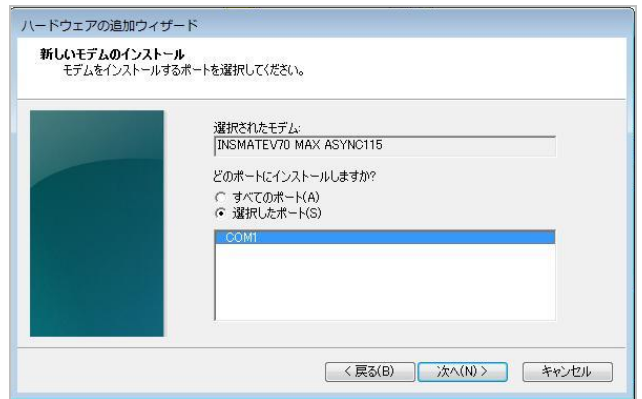 ハードウェアの追加ウィザード
新しいモデムのインストール
モデムをインストールするポートを選択してください。
選択されたモデム:
INSMATEV70 MAX ASYNC115
どのポートにインストールしますか?
すべてのポート(A)
選択したポート(S)
COM1
< 戻る(B) 次へ(N) > キャンセル